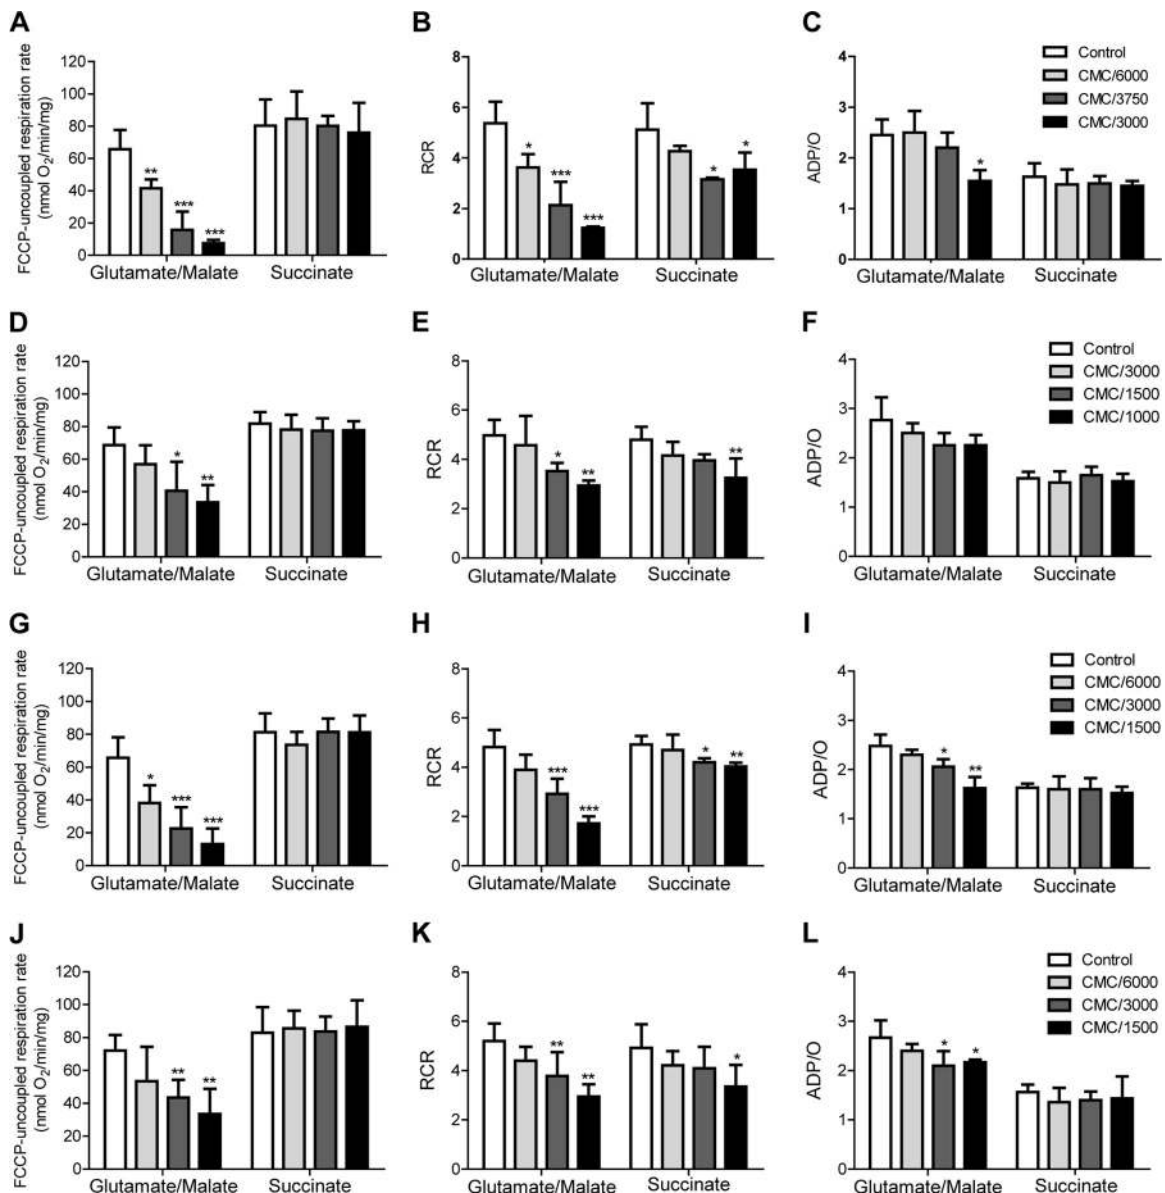 A
FCCP-uncoupled respiration rate
(nmol O₂/min/mg)
120
100
80
60
40
20
0
**
***
***
Glutamate/Malate
Succinate
B
RCR
8
6
4
2
0
*
***
***
*
*
Glutamate/Malate
Succinate
C
ADP/O
4
3
2
1
0
*
Glutamate/Malate
Succinate
Control
CMC/6000
CMC/3750
CMC/3000
D
FCCP-uncoupled respiration rate
(nmol O₂/min/mg)
120
100
80
60
40
20
0
*
**
Glutamate/Malate
Succinate
E
RCR
8
6
4
2
0
*
**
**
Glutamate/Malate
Succinate
F
ADP/O
4
3
2
1
0
Glutamate/Malate
Succinate
Control
CMC/3000
CMC/1500
CMC/1000
G
FCCP-uncoupled respiration rate
(nmol O₂/min/mg)
120
100
80
60
40
20
0
*
***
***
Glutamate/Malate
Succinate
H
RCR
8
6
4
2
0
***
***
*
**
Glutamate/Malate
Succinate
I
ADP/O
4
3
2
1
0
*
**
Glutamate/Malate
Succinate
Control
CMC/6000
CMC/3000
CMC/1500
J
FCCP-uncoupled respiration rate
(nmol O₂/min/mg)
120
100
80
60
40
20
0
**
**
Glutamate/Malate
Succinate
K
RCR
8
6
4
2
0
**
**
*
Glutamate/Malate
Succinate
L
ADP/O
4
3
2
1
0
*
*
Glutamate/Malate
Succinate
Control
CMC/6000
CMC/3000
CMC/1500